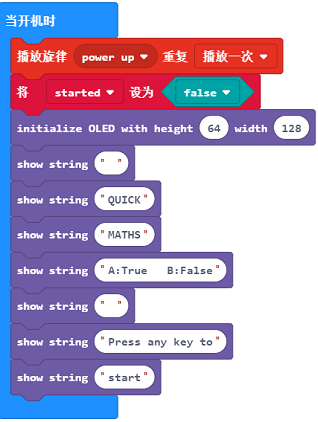 当开机时
播放旋律 power up 重复 播放一次
将 started 设为 false
initialize OLED with height 64 width 128
show string " "
show string "QUICK"
show string "MATHS"
show string "A:True   B:False"
show string " "
show string "Press any key to"
show string "start"